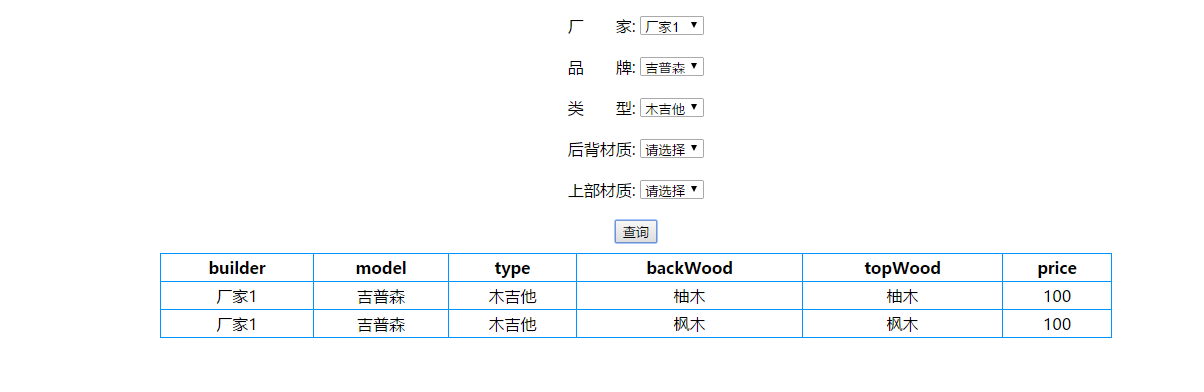 厂　　家: 厂家1
品　　牌: 吉普森
类　　型: 木吉他
后背材质: 请选择
上部材质: 请选择
查询
builder model type backWood topWood price
厂家1 吉普森 木吉他 柚木 柚木 100
厂家1 吉普森 木吉他 枫木 枫木 100